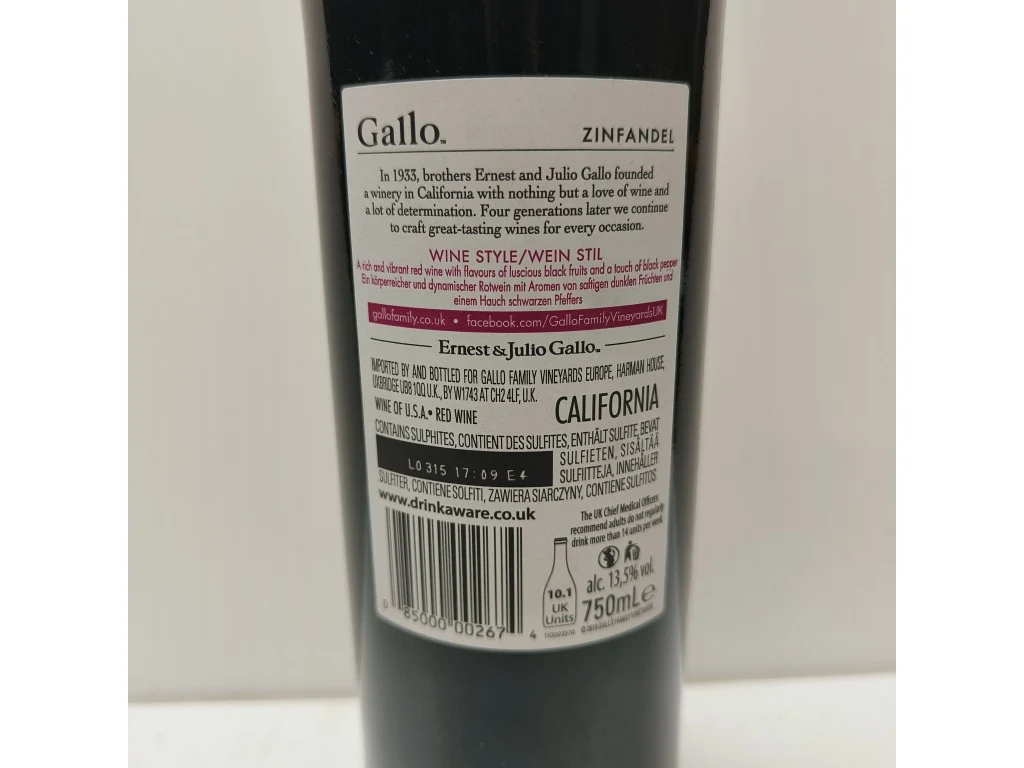 Gallo™
ZINFANDEL
In 1933, brothers Ernest and Julio Gallo founded
a winery in California with nothing but a love of wine and
a lot of determination. Four generations later we continue
to craft great-tasting wines for every occasion.
WINE STYLE/WEIN STIL
A rich and vibrant red wine with flavours of luscious black fruits and a touch of black pepper
Ein körperreicher und dynamischer Rotwein mit Aromen von saftigen dunklen Früchten und
einem Hauch schwarzen Pfeffers
gallofamily.co.uk • facebook.com/GalloFamilyVineyardsUK
Ernest & Julio Gallo™
IMPORTED BY AND BOTTLED FOR GALLO FAMILY VINEYARDS EUROPE, HARMAN HOUSE,
UXBRIDGE UB8 1QQ U.K., BY W1743 AT CH2 4LF, U.K.
WINE OF U.S.A. • RED WINE
CALIFORNIA
CONTAINS SULPHITES, CONTIENT DES SULFITES, ENTHÄLT SULFITE, BEVAT
SULFIETEN, SISÄLTÄÄ
SULFIITTEJA, INNEHÅLLER
L0315 17:09 E4
SULFITER, CONTIENE SOLFITI, ZAWIERA SIARCZYNY, CONTIENE SULFITOS
www.drinkaware.co.uk
The UK Chief Medical Officers
recommend adults do not regularly
drink more than 14 units per week
10.1
UK
Units
alc. 13,5% vol.
750mL e
0 85000 00267 4
© 2018 GALLO FAMILY VINEYARDS